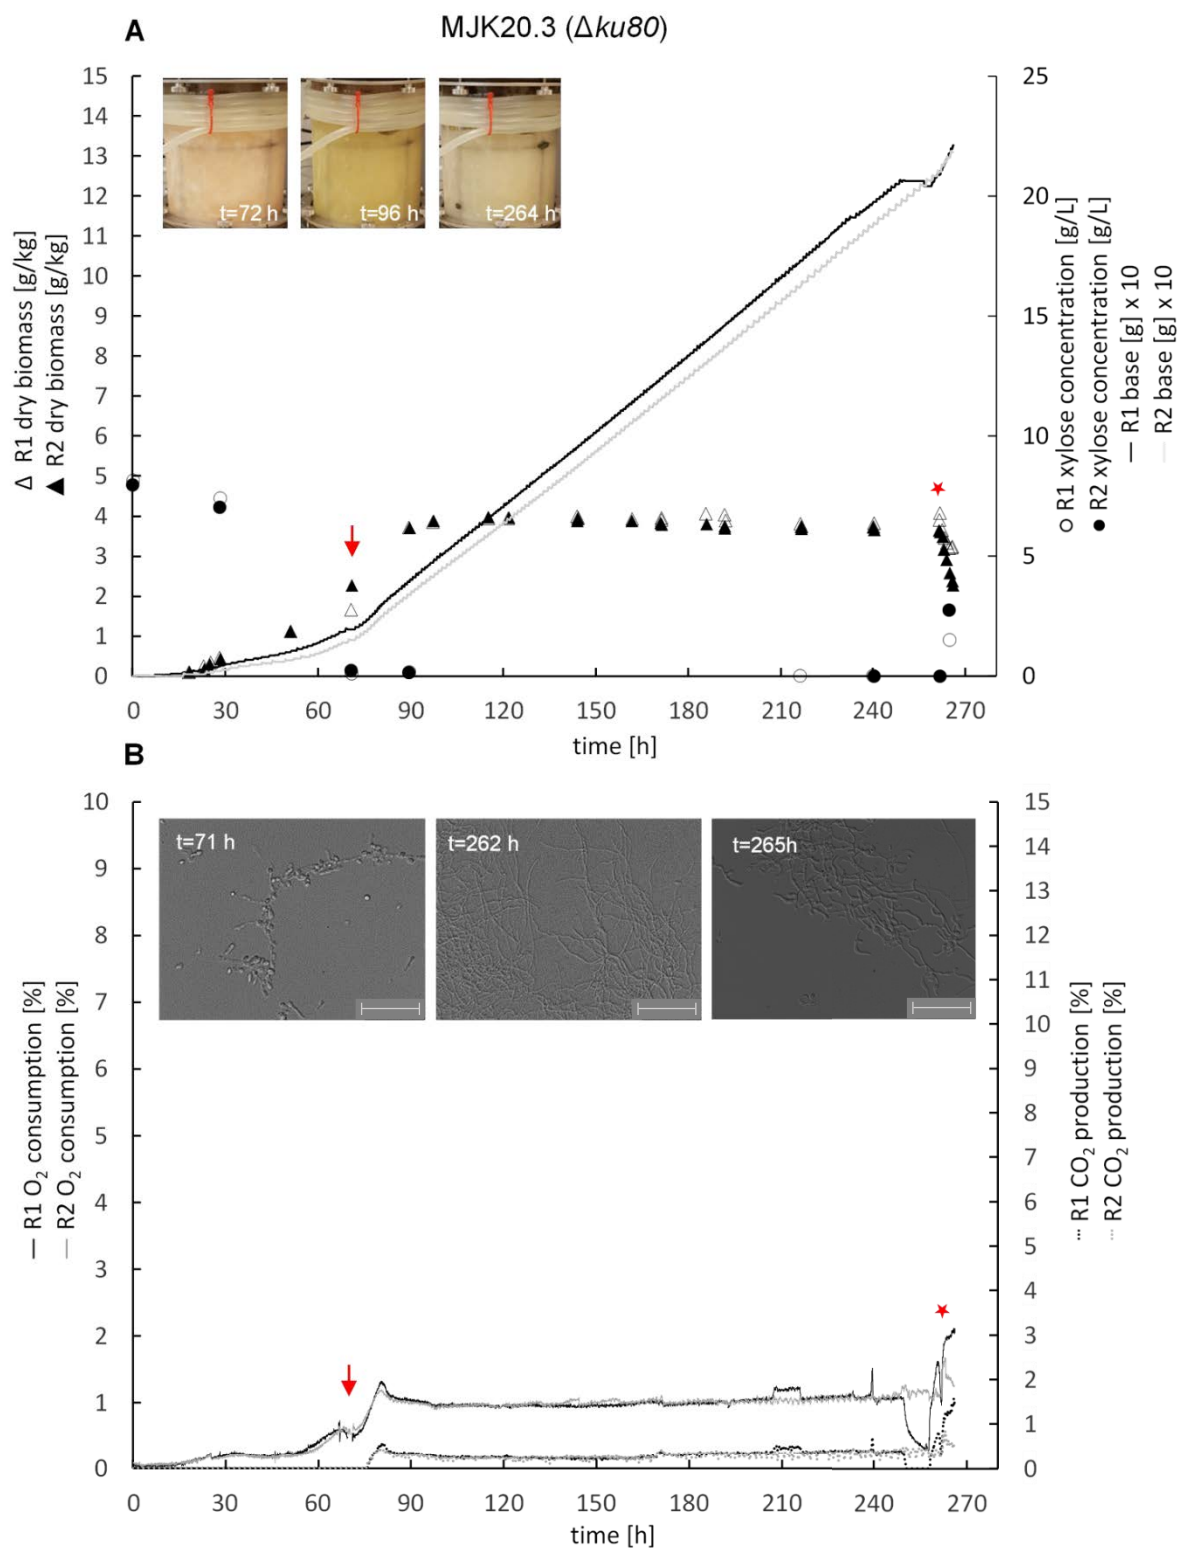 A
MJK20.3 (Δku80)
15
14
13
12
11
10
9
8
7
6
5
4
3
2
1
0
25
20
15
10
5
0
t=72 h
t=96 h
t=264 h
Δ R1 dry biomass [g/kg]
▲ R2 dry biomass [g/kg]
○ R1 xylose concentration [g/L]
● R2 xylose concentration [g/L]
— R1 base [g] x 10
— R2 base [g] x 10
0 30 60 90 120 150 180 210 240 270
time [h]
B
10
9
8
7
6
5
4
3
2
1
0
15
14
13
12
11
10
9
8
7
6
5
4
3
2
1
0
t=71 h
t=262 h
t=265h
— R1 O2 consumption [%]
— R2 O2 consumption [%]
R1 CO2 production [%]
R2 CO2 production [%]
0 30 60 90 120 150 180 210 240 270
time [h]